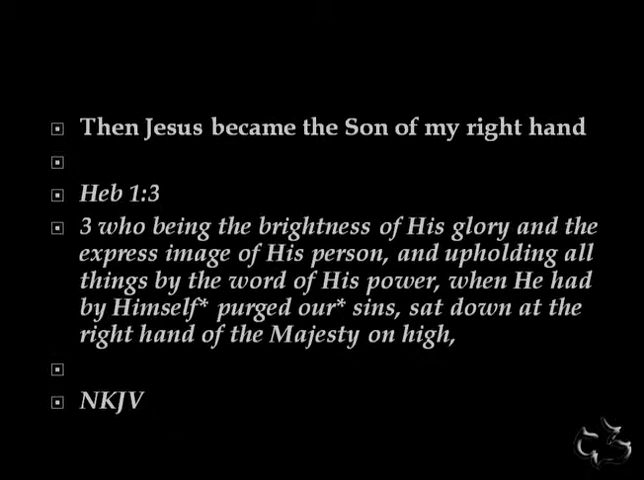 Then Jesus became the Son of my right hand
Heb 1:3
3 who being the brightness of His glory and the
express image of His person, and upholding all
things by the word of His power, when He had
by Himself* purged our* sins, sat down at the
right hand of the Majesty on high,
NKJV